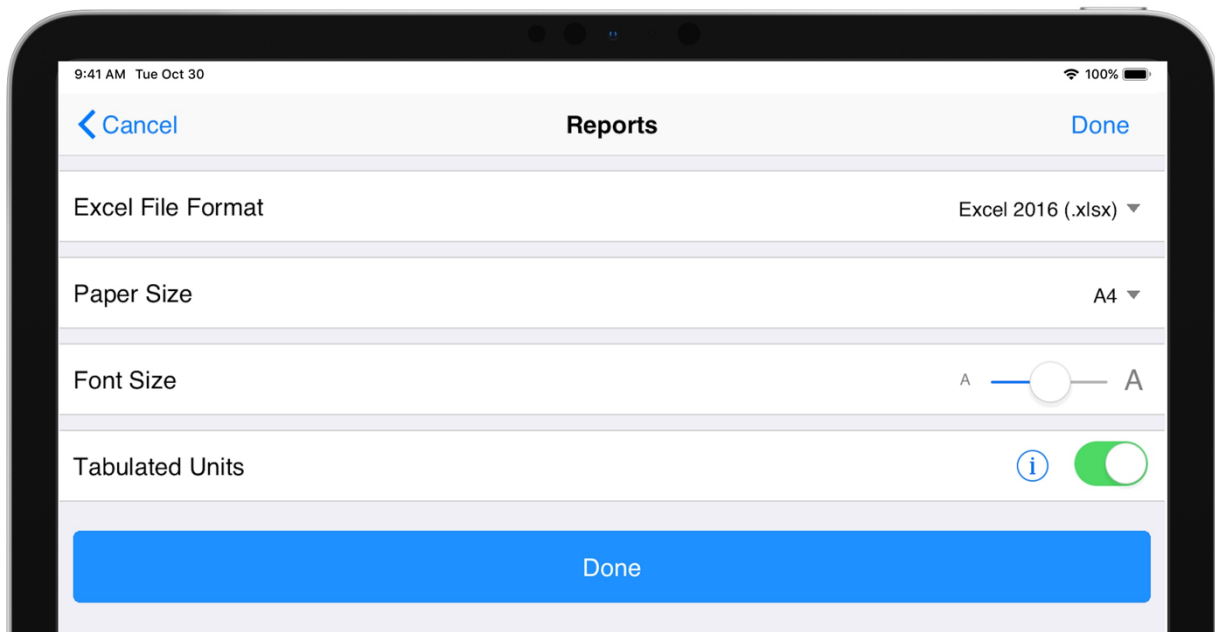 9:41 AM Tue Oct 30 100%
Cancel Reports Done
Excel File Format Excel 2016 (.xlsx)
Paper Size A4
Font Size A A
Tabulated Units i
Done